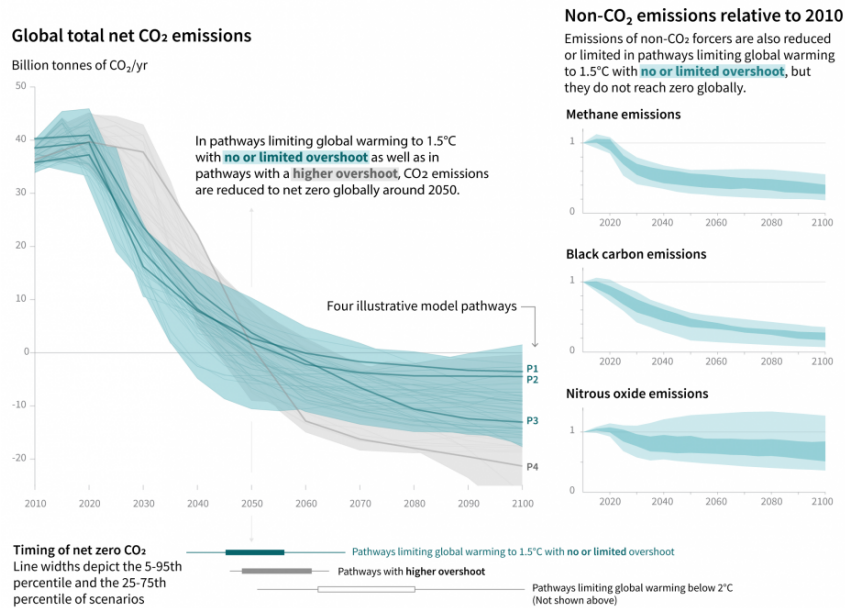 Global total net CO₂ emissions
Billion tonnes of CO₂/yr
50
40
30
20
10
0
-10
-20
2010
2020
2030
2040
2050
2060
2070
2080
2090
2100
In pathways limiting global warming to 1.5°C
with no or limited overshoot as well as in
pathways with a higher overshoot, CO₂ emissions
are reduced to net zero globally around 2050.
Four illustrative model pathways
P1
P2
P3
P4
Non-CO₂ emissions relative to 2010
Emissions of non-CO₂ forcers are also reduced
or limited in pathways limiting global warming
to 1.5°C with no or limited overshoot, but
they do not reach zero globally.
Methane emissions
1
0
2020
2040
2060
2080
2100
Black carbon emissions
1
0
2020
2040
2060
2080
2100
Nitrous oxide emissions
1
0
2020
2040
2060
2080
2100
Timing of net zero CO₂
Line widths depict the 5-95th
percentile and the 25-75th
percentile of scenarios
Pathways limiting global warming to 1.5°C with no or limited overshoot
Pathways with higher overshoot
Pathways limiting global warming below 2°C
(Not shown above)